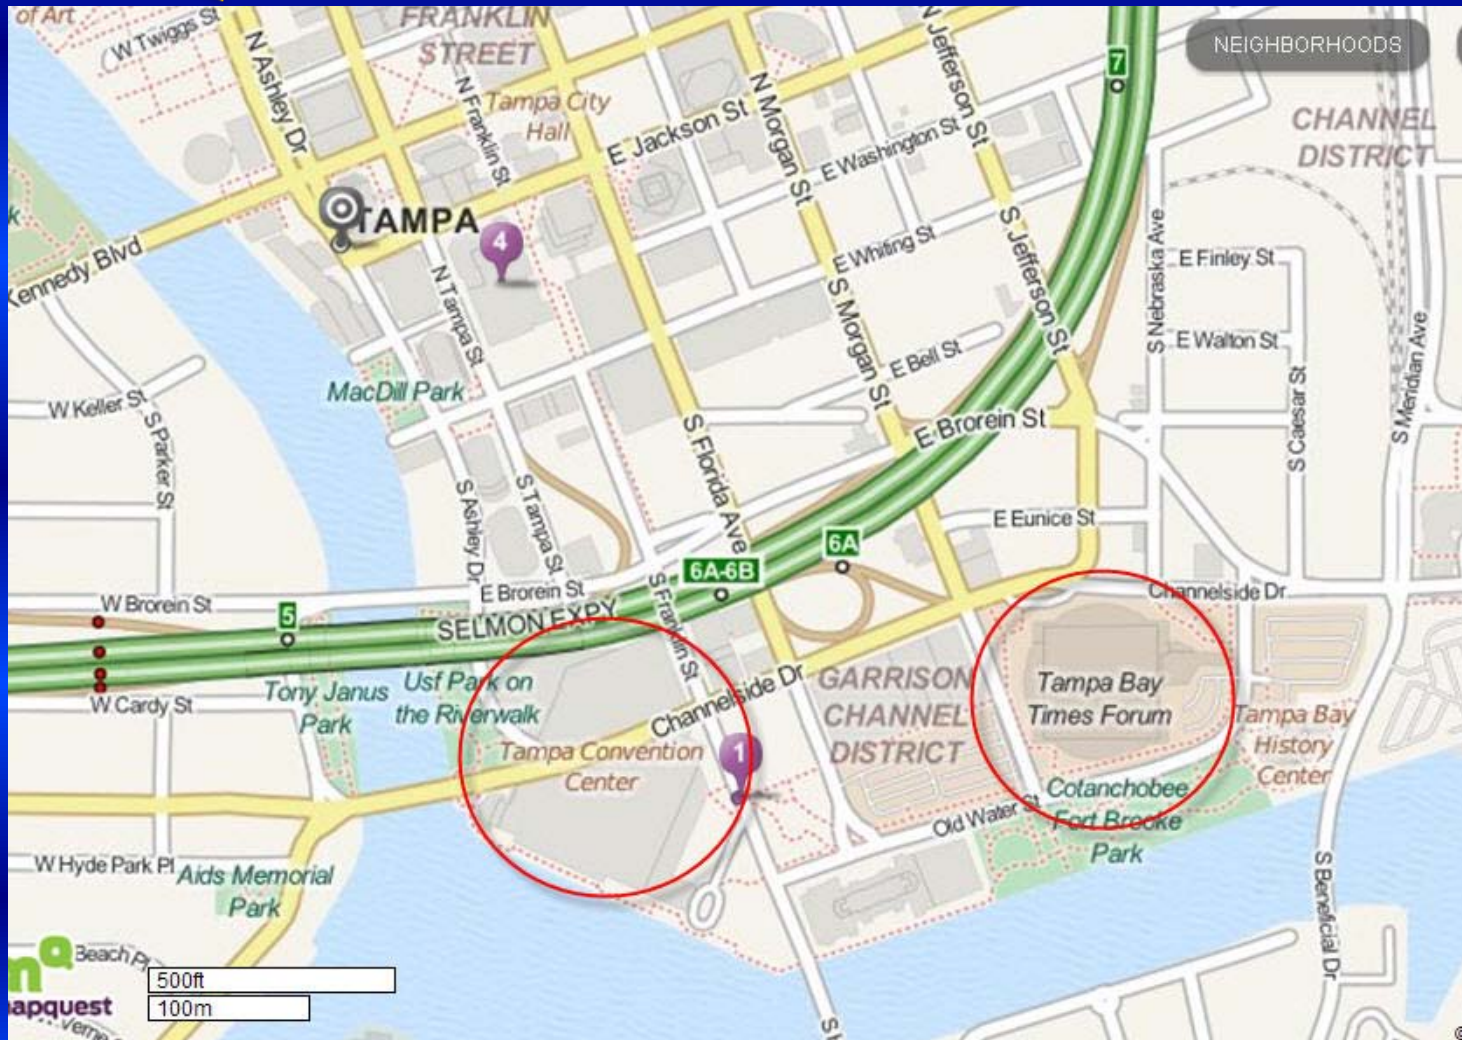 of Art
W Twiggs St
N Ashley Dr
FRANKLIN
STREET
N Franklin St
Tampa City
Hall
E Jackson St
N Morgan St
N Jefferson St
E Washington St
7
NEIGHBORHOODS
CHANNEL
DISTRICT
k
Kennedy Blvd
TAMPA
4
N Tampa St
E Whiting St
S Morgan St
S Jefferson St
S Nebraska Ave
E Finley St
E Walton St
S Caesar St
S Meridian Ave
MacDill Park
W Keller St
S Parker St
E Bell St
E Brorein St
S Florida Ave
S Ashley Dr
S Tampa St
E Eunice St
6A
6A-6B
W Brorein St
5
E Brorein St
SELMON EXPY
S Franklin St
Channelside Dr
W Cardy St
Tony Janus
Park
Usf Park on
the Riverwalk
Channelside Dr
GARRISON
CHANNEL
DISTRICT
Tampa Bay
Times Forum
Tampa Bay
History
Center
Tampa Convention
Center
1
Old Water St
Cotanchobee
Fort Brooke
Park
W Hyde Park Pl
Aids Memorial
Park
S Beneficial Dr
Beach Pl
mq
mapquest
Verne
500ft
100m
S H
©